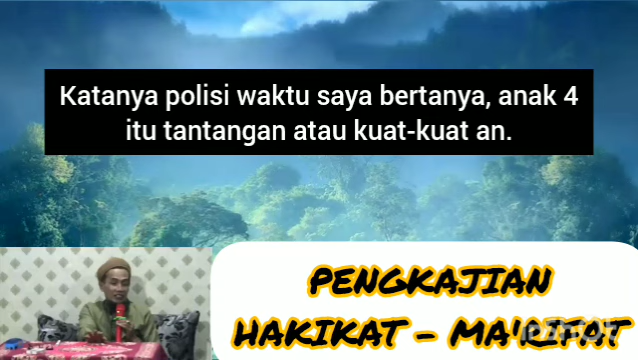 Katanya polisi waktu saya bertanya, anak 4
itu tantangan atau kuat-kuat an.
PENGKAJIAN
HAKIKAT - MA'RIFAT